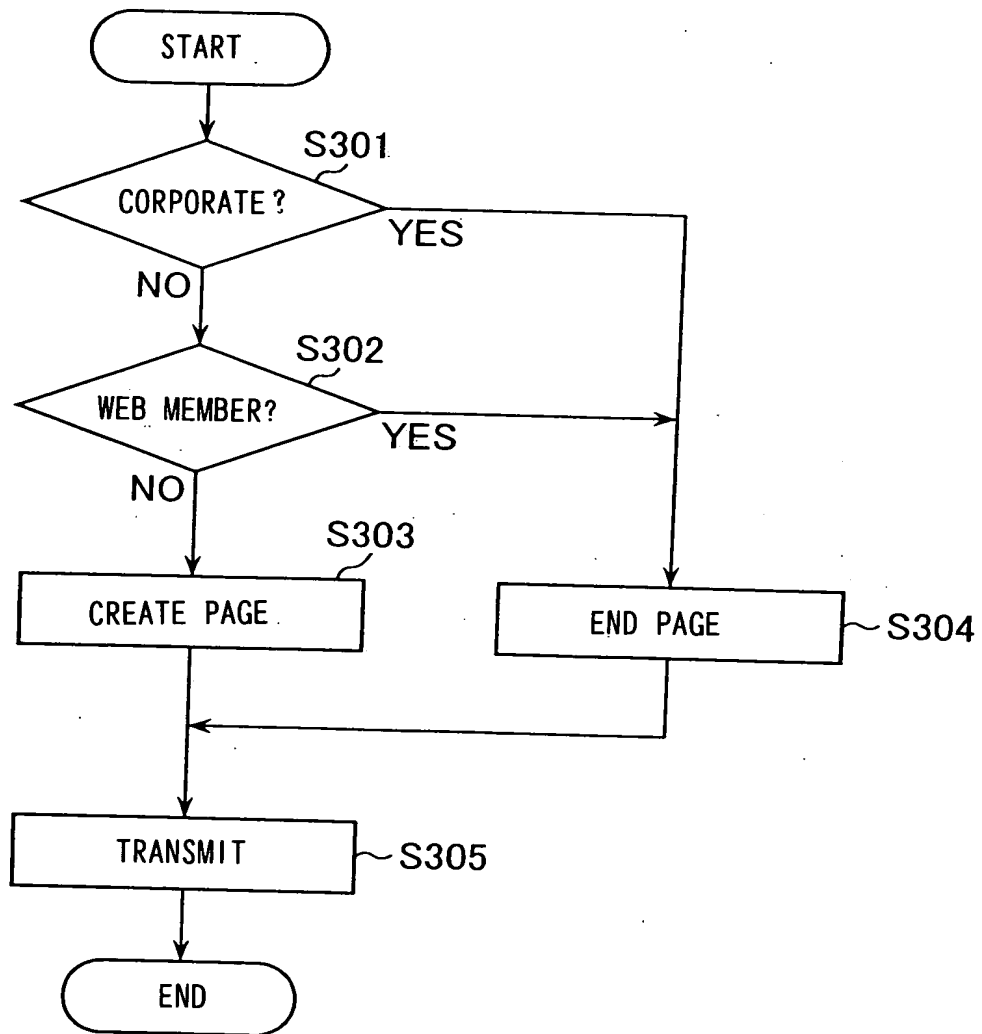 START
S301
CORPORATE?
YES
NO
S302
WEB MEMBER?
YES
NO
S303
CREATE PAGE
END PAGE
S304
TRANSMIT
S305
END